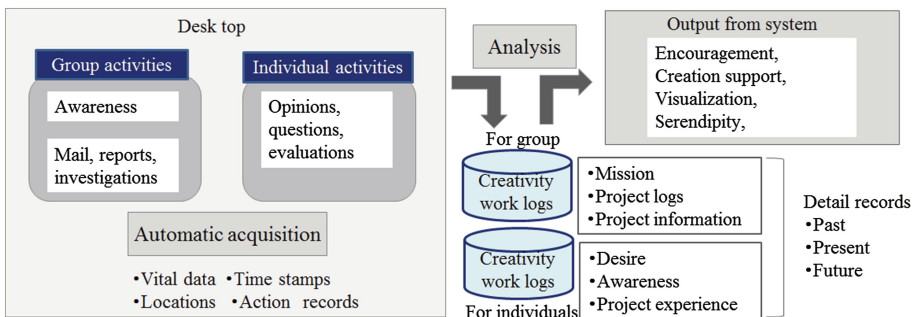 Desk top
Group activities
Awareness
Mail, reports,
investigations
Individual activities
Opinions,
questions,
evaluations
Automatic acquisition
•Vital data •Time stamps
•Locations •Action records
Analysis
Output from system
Encouragement,
Creation support,
Visualization,
Serendipity,
For group
Creativity
work logs
•Mission
•Project logs
•Project information
Creativity
work logs
For individuals
•Desire
•Awareness
•Project experience
Detail records
•Past
•Present
•Future